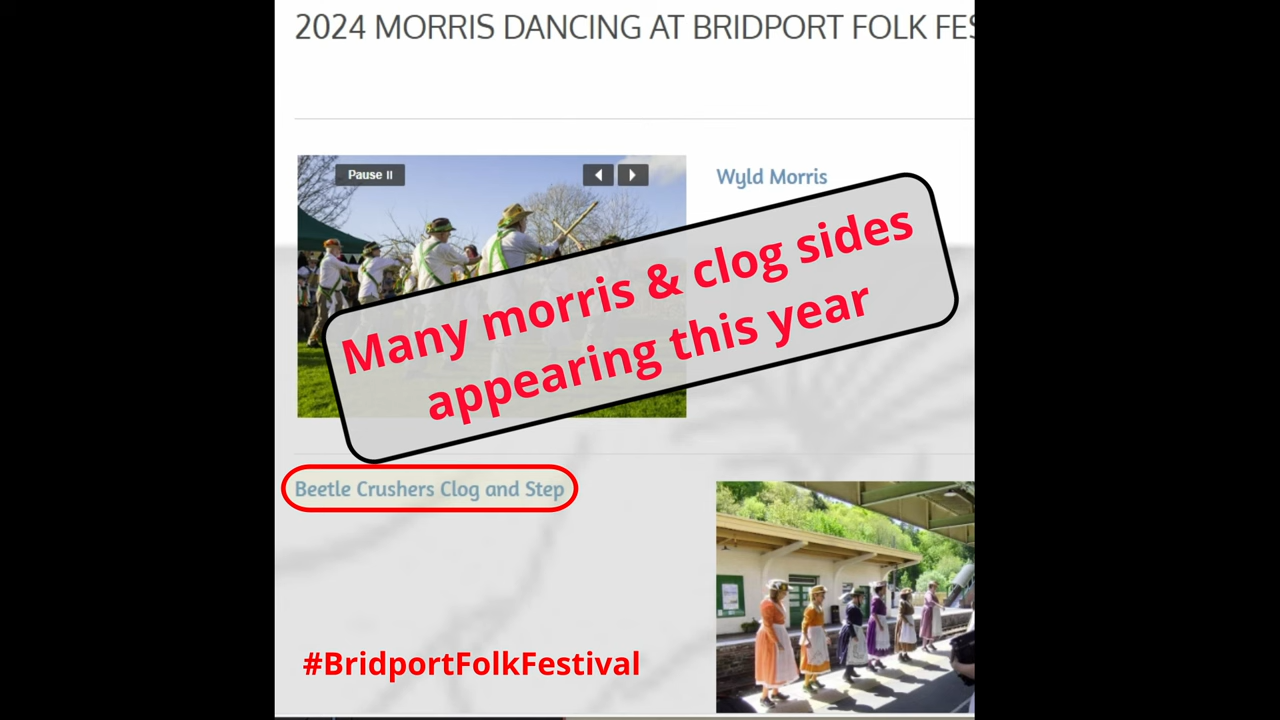 2024 MORRIS DANCING AT BRIDPORT FOLK FES
Pause II
Wyld Morris
Many morris & clog sides
appearing this year
Beetle Crushers Clog and Step
#BridportFolkFestival